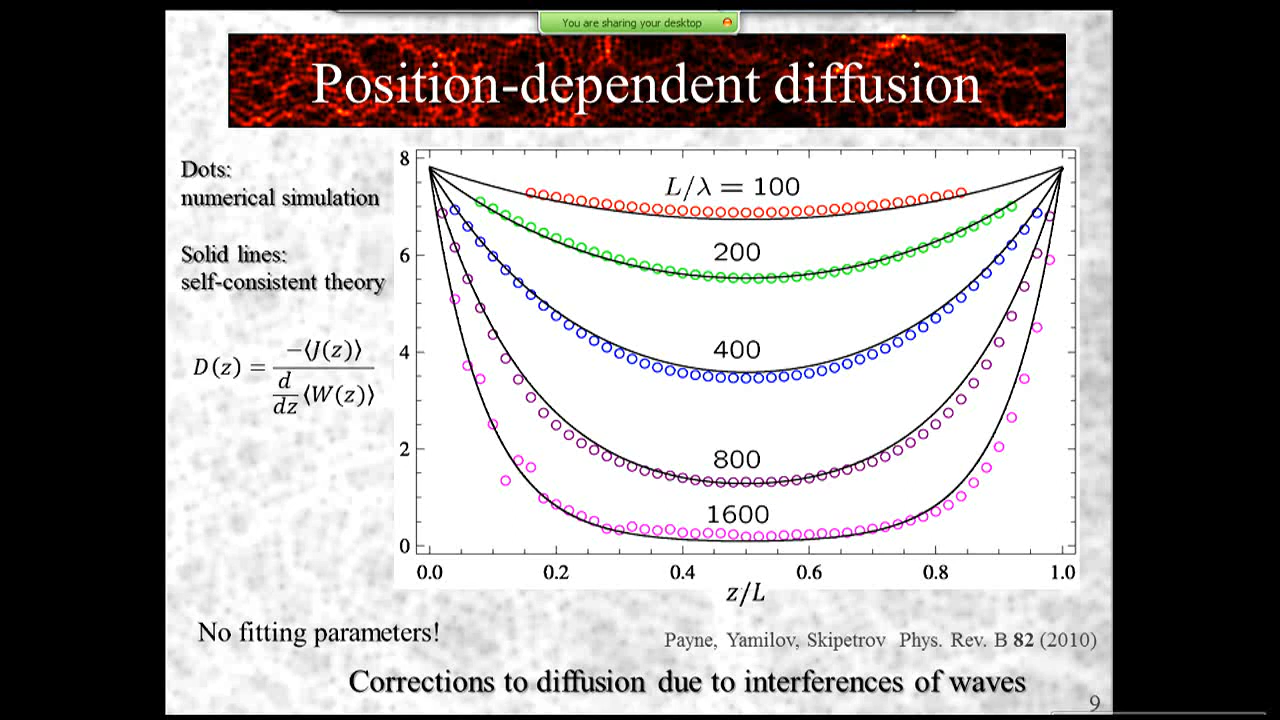 You are sharing your desktop
Position-dependent diffusion
Dots:
numerical simulation
Solid lines:
self-consistent theory
D(z) = −⟨J(z)⟩ / d/dz ⟨W(z)⟩
8
6
4
2
0
L/λ = 100
200
400
800
1600
0.0 0.2 0.4 0.6 0.8 1.0
z/L
No fitting parameters!
Payne, Yamilov, Skipetrov Phys. Rev. B 82 (2010)
Corrections to diffusion due to interferences of waves
9